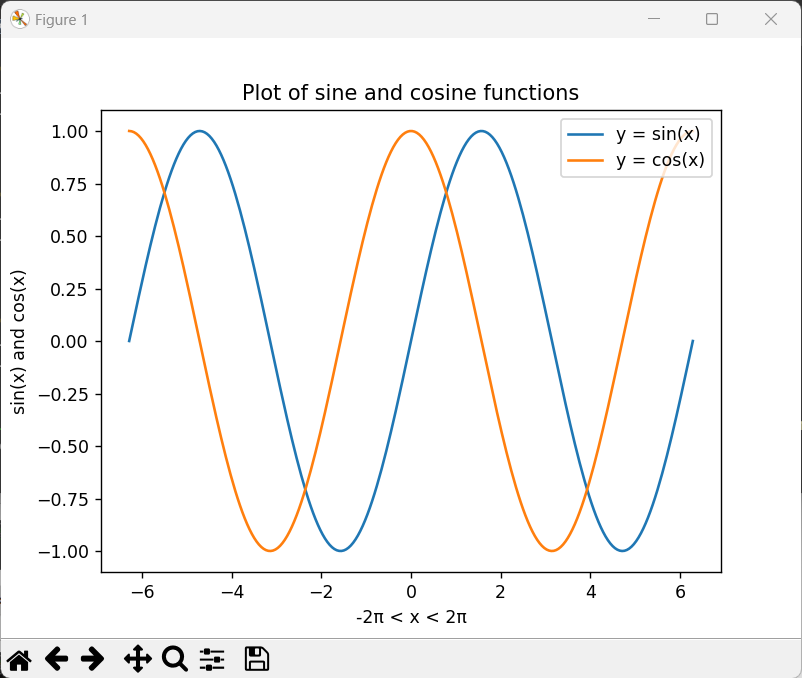 Figure 1
Plot of sine and cosine functions
y = sin(x)
y = cos(x)
1.00
0.75
0.50
0.25
0.00
−0.25
−0.50
−0.75
−1.00
sin(x) and cos(x)
−6 −4 −2 0 2 4 6
-2π < x < 2π